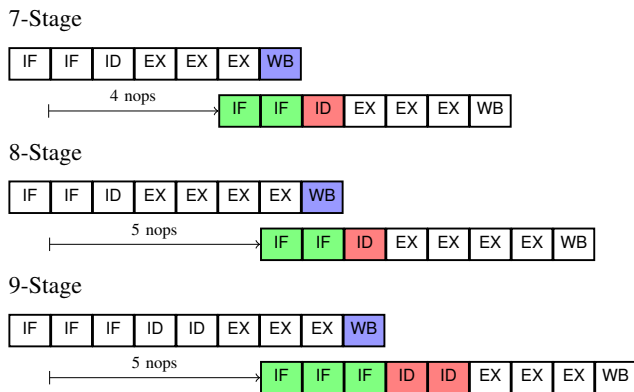 7-Stage
IF IF ID EX EX EX WB
4 nops IF IF ID EX EX EX WB
8-Stage
IF IF ID EX EX EX EX WB
5 nops IF IF ID EX EX EX EX WB
9-Stage
IF IF IF ID ID EX EX EX WB
5 nops IF IF IF ID ID EX EX EX WB